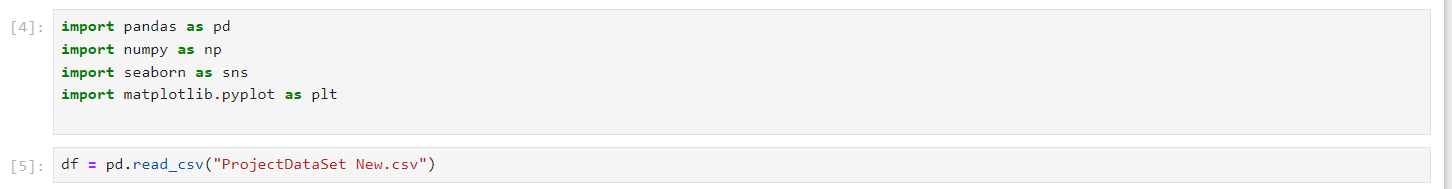 [4]: import pandas as pd
import numpy as np
import seaborn as sns
import matplotlib.pyplot as plt
[5]: df = pd.read_csv("ProjectDataSet New.csv")